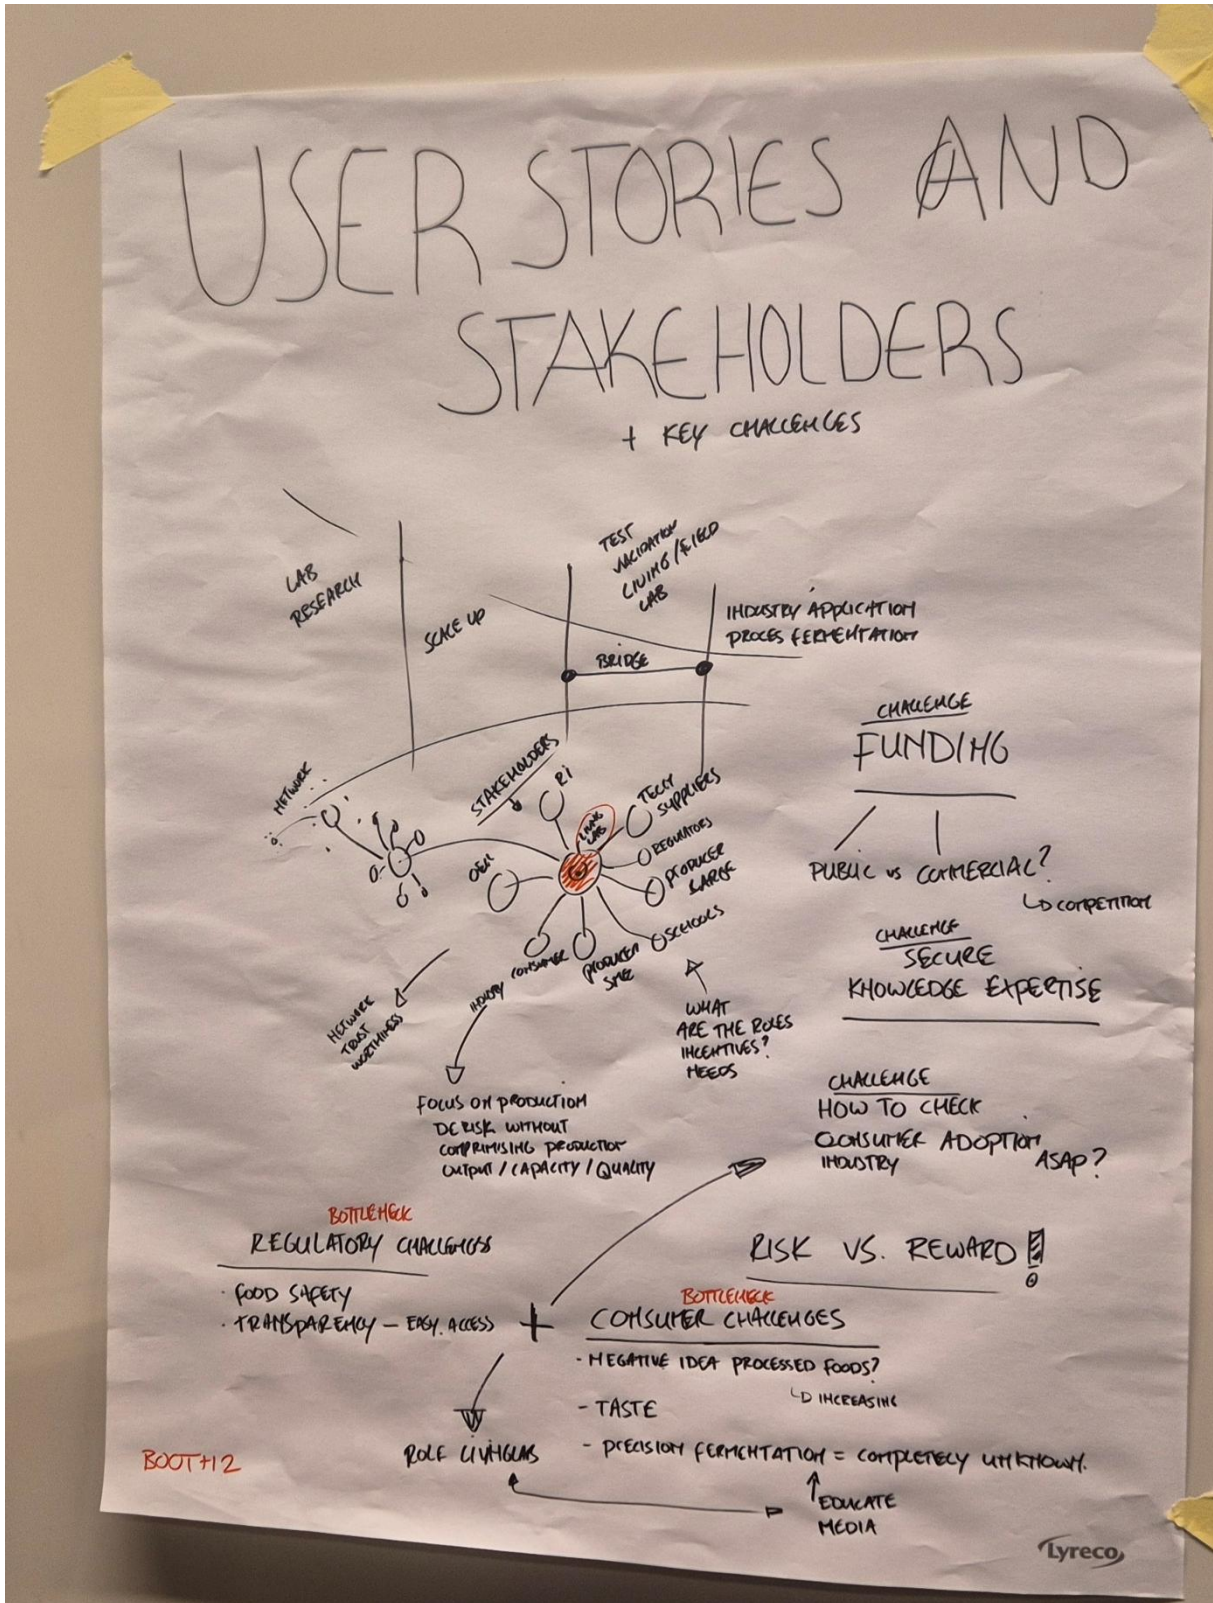 USER STORIES AND
STAKEHOLDERS
+ KEY CHALLENGES
LAB
RESEARCH
SCALE UP
TEST
VALIDATION
LIVING/FIELD
LAB
INDUSTRY APPLICATION
PROCES FERMENTATION
BRIDGE
NETWORK
STAKEHOLDERS
RI
LIVING
LAB
TECH
SUPPLIERS
REGULATORS
PRODUCER
LARGE
SCHOOLS
PRODUCER
SME
CONSUMER
OEM
NETWORK
TRUST
WORTHINESS
INDUSTRY
FOCUS ON PRODUCTION
DERISK WITHOUT
COMPRIMISING PRODUCTION
OUTPUT / CAPACITY / QUALITY
WHAT
ARE THE ROLES
INCENTIVES?
NEEDS
CHALLENGE
FUNDING
PUBLIC vs COMMERCIAL?
COMPETITION
CHALLENGE
SECURE
KNOWLEDGE EXPERTISE
CHALLENGE
HOW TO CHECK
CONSUMER ADOPTION
INDUSTRY ASAP?
BOTTLENECK
REGULATORY CHALLENGES
· FOOD SAFETY
· TRANSPARENCY – EASY ACCESS
+
RISK VS. REWARD!
BOTTLENECK
CONSUMER CHALLENGES
- NEGATIVE IDEA PROCESSED FOODS?
INCREASING
- TASTE
- PRECISION FERMENTATION = COMPLETELY UNKNOWN.
EDUCATE
MEDIA
ROLE LIVINGLAB
Lyreco